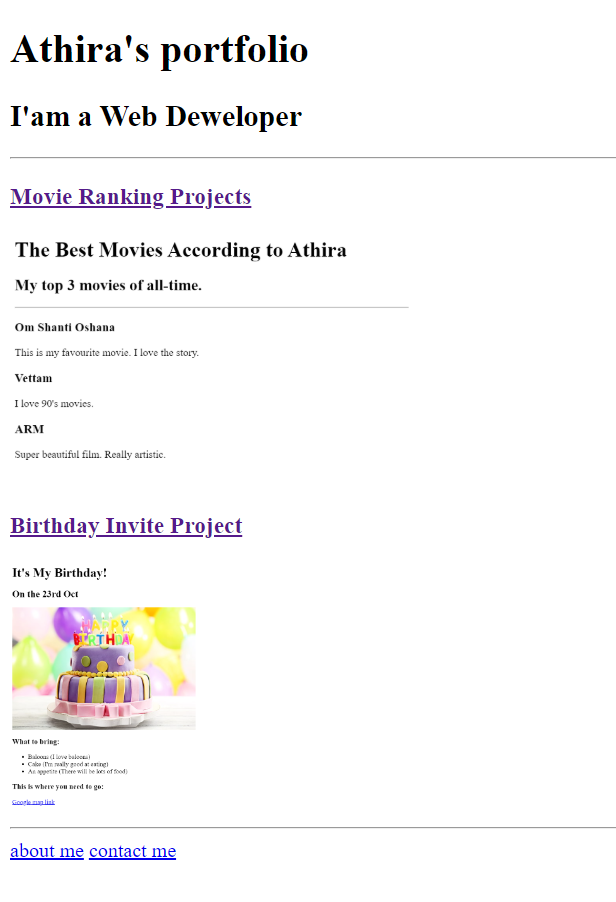 Athira's portfolio
I'am a Web Deweloper
Movie Ranking Projects
The Best Movies According to Athira
My top 3 movies of all-time.
Om Shanti Oshana
This is my favourite movie. I love the story.
Vettam
I love 90's movies.
ARM
Super beautiful film. Really artistic.
Birthday Invite Project
It's My Birthday!
On the 23rd Oct
HAPPY
BIRTHDAY
What to bring:
Baloons (I love baloons)
Cake (I'm really good at eating)
An appetite (There will be lots of food)
This is where you need to go:
Google map link
about me contact me